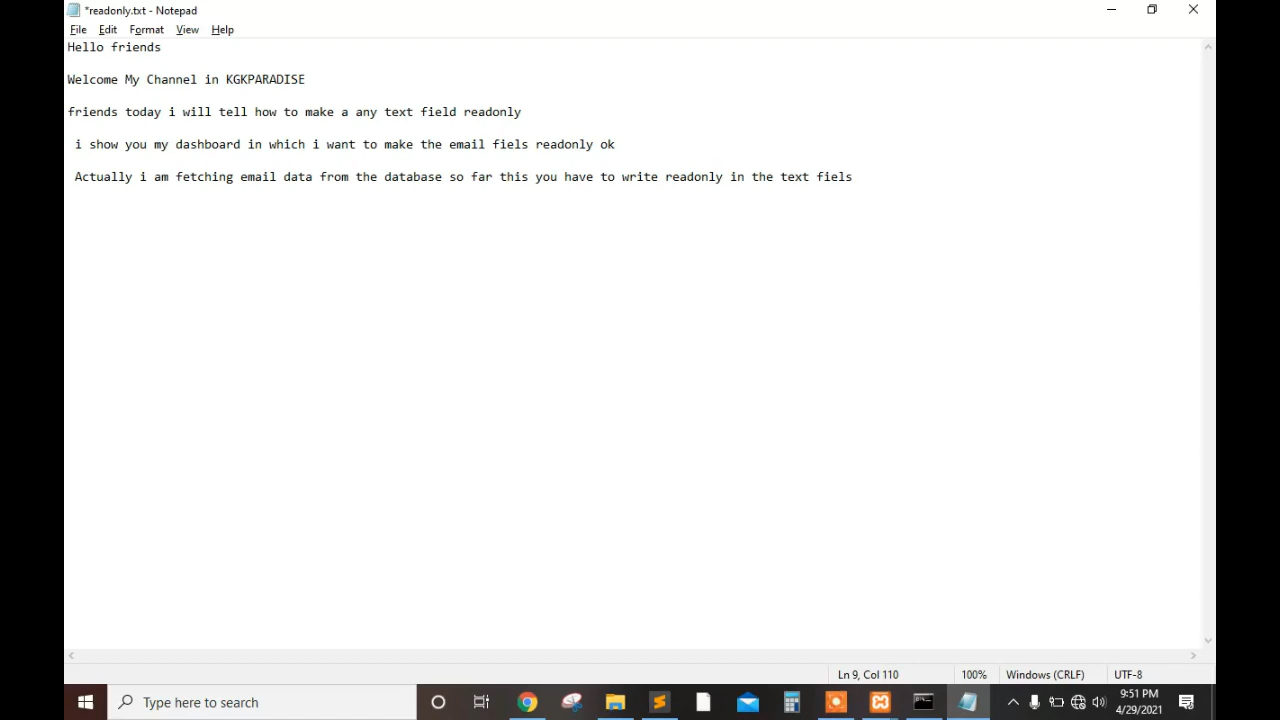 *readonly.txt - Notepad
File Edit Format View Help
Hello friends
Welcome My Channel in KGKPARADISE
friends today i will tell how to make a any text field readonly
i show you my dashboard in which i want to make the email fiels readonly ok
Actually i am fetching email data from the database so far this you have to write readonly in the text fiels
Ln 9, Col 110 100% Windows (CRLF) UTF-8
Type here to search
9:51 PM
4/29/2021